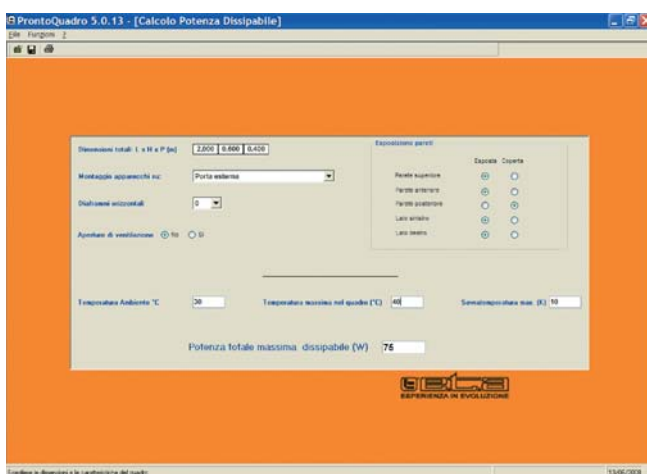 ProntoQuadro 5.0.13 - [Calcolo Potenza Dissipabile]
File Funzioni ?
Dimensioni totali L x H x P (m) 2,000 0,600 0,400
Esposizione pareti
Esposta Coperta
Montaggio apparecchi su: Porta esterna
Parete superiore
Parete anteriore
Diaframmi orizzontali 0
Parete posteriore
Lato sinistro
Aperture di ventilazione No Si
Lato destro
Temperatura Ambiente °C 30 Temperatura massima nel quadro (°C) 40 Sovratemperatura max. (K) 10
Potenza totale massima dissipabile (W) 75
ESPERIENZA IN EVOLUZIONE